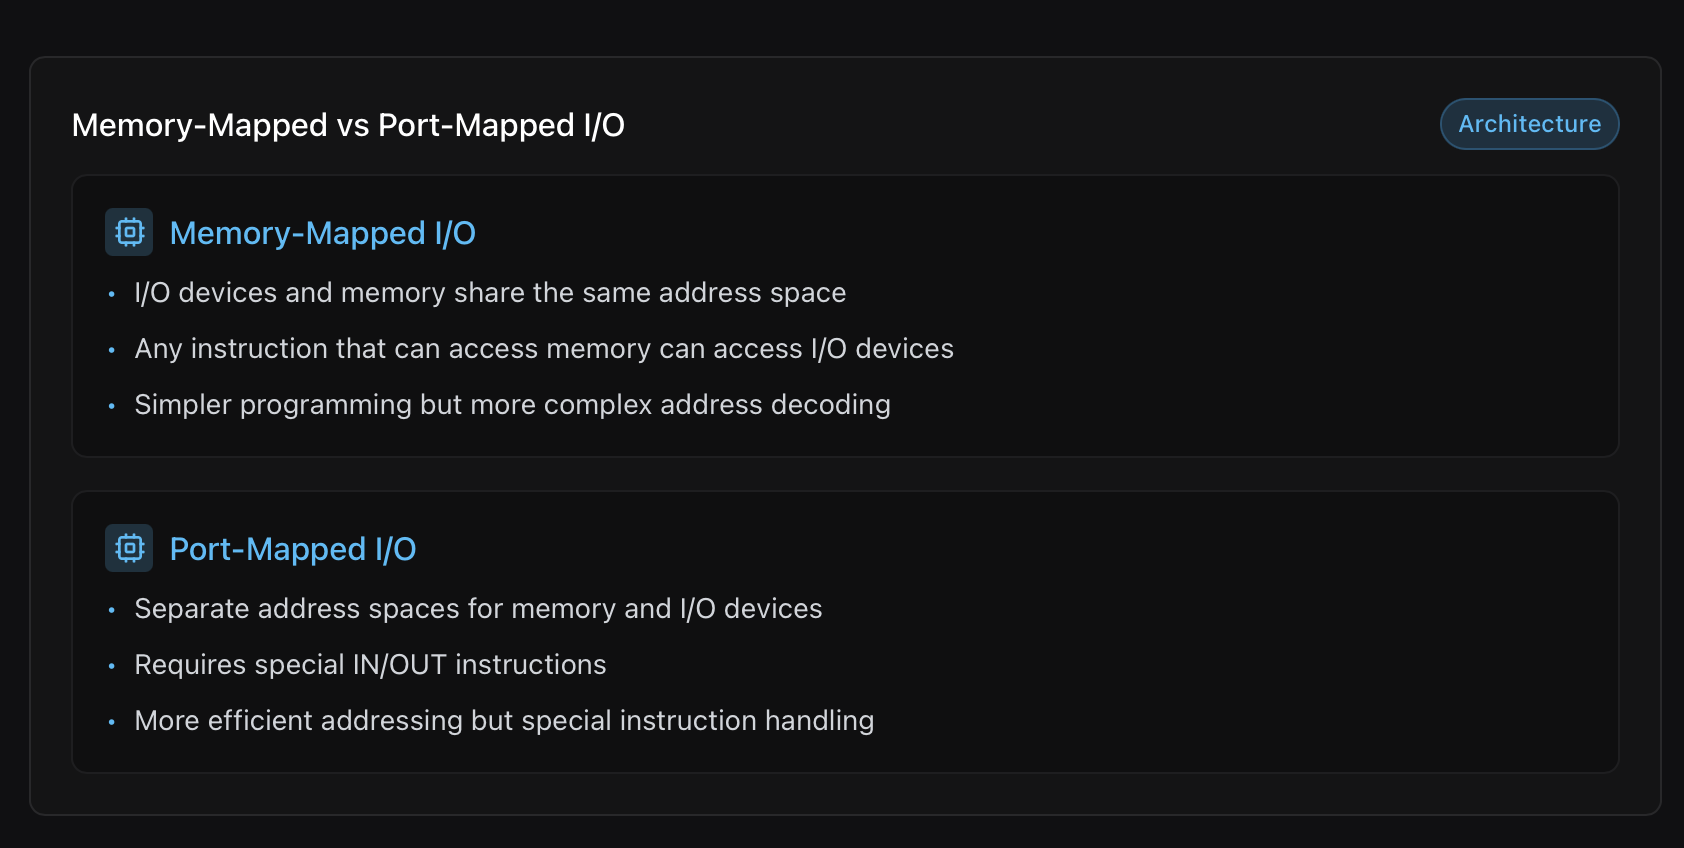 Memory-Mapped vs Port-Mapped I/O
Architecture
Memory-Mapped I/O
• I/O devices and memory share the same address space
• Any instruction that can access memory can access I/O devices
• Simpler programming but more complex address decoding
Port-Mapped I/O
• Separate address spaces for memory and I/O devices
• Requires special IN/OUT instructions
• More efficient addressing but special instruction handling